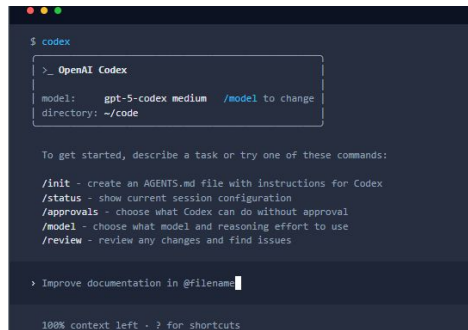 $ codex
>_ OpenAI Codex
model: gpt-5-codex medium /model to change
directory: ~/code
To get started, describe a task or try one of these commands:
/init - create an AGENTS.md file with instructions for Codex
/status - show current session configuration
/approvals - choose what Codex can do without approval
/model - choose what model and reasoning effort to use
/review - review any changes and find issues
› Improve documentation in @filename
100% context left · ? for shortcuts